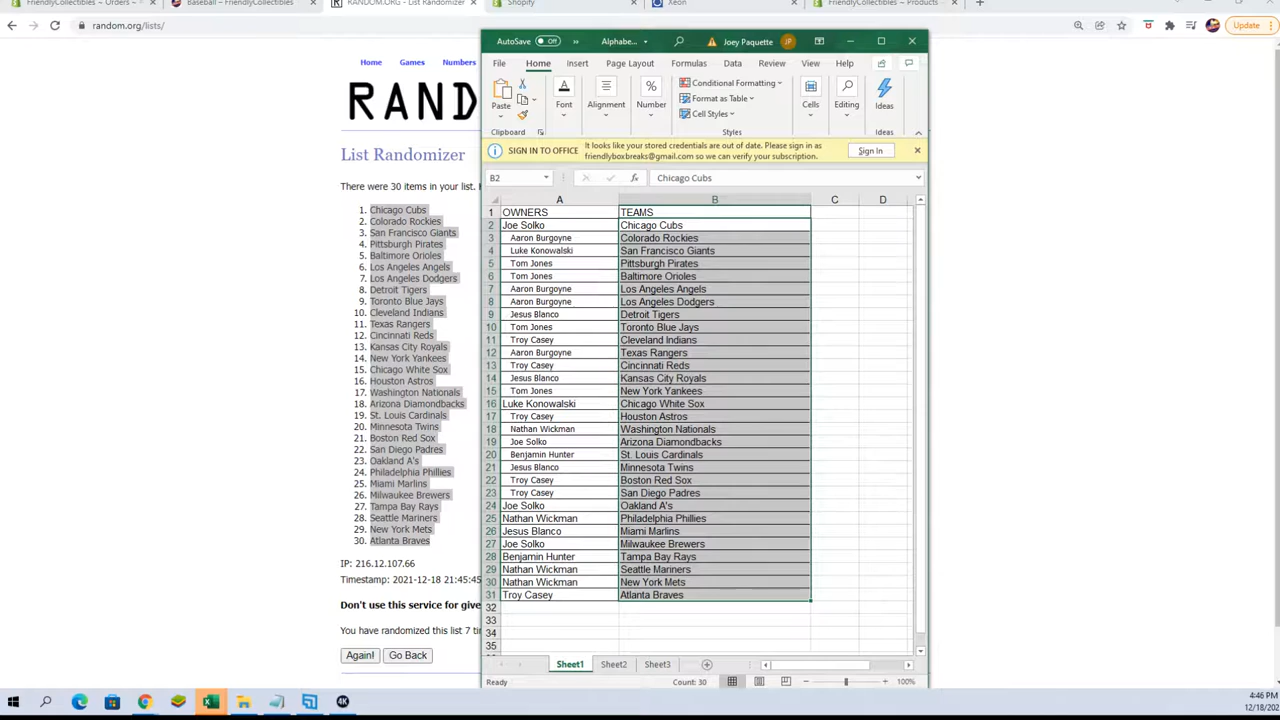 FriendlyCollectibles ~ Orders ~
Baseball – FriendlyCollectibles
RANDOM.ORG - List Randomizer
Shopify
Xeon
FriendlyCollectibles ~ Products ~
random.org/lists/
Update
Home
Games
Numbers
RAND
List Randomizer
There were 30 items in your list.
1. Chicago Cubs
2. Colorado Rockies
3. San Francisco Giants
4. Pittsburgh Pirates
5. Baltimore Orioles
6. Los Angeles Angels
7. Los Angeles Dodgers
8. Detroit Tigers
9. Toronto Blue Jays
10. Cleveland Indians
11. Texas Rangers
12. Cincinnati Reds
13. Kansas City Royals
14. New York Yankees
15. Chicago White Sox
16. Houston Astros
17. Washington Nationals
18. Arizona Diamondbacks
19. St. Louis Cardinals
20. Minnesota Twins
21. Boston Red Sox
22. San Diego Padres
23. Oakland A's
24. Philadelphia Phillies
25. Miami Marlins
26. Milwaukee Brewers
27. Tampa Bay Rays
28. Seattle Mariners
29. New York Mets
30. Atlanta Braves
IP: 216.12.107.66
Timestamp: 2021-12-18 21:45:45
Don't use this service for give
You have randomized this list 7 ti
Again!
Go Back
AutoSave Off » Alphabe... Joey Paquette JP
File Home Insert Page Layout Formulas Data Review View Help
Paste
Clipboard
Font
Alignment
Number
Conditional Formatting
Format as Table
Cell Styles
Styles
Cells
Editing
Ideas
Ideas
SIGN IN TO OFFICE It looks like your stored credentials are out of date. Please sign in as
friendlyboxbreaks@gmail.com so we can verify your subscription.
Sign In
B2 fx Chicago Cubs
A B C D
1 OWNERS TEAMS
2 Joe Solko Chicago Cubs
3 Aaron Burgoyne Colorado Rockies
4 Luke Konowalski San Francisco Giants
5 Tom Jones Pittsburgh Pirates
6 Tom Jones Baltimore Orioles
7 Aaron Burgoyne Los Angeles Angels
8 Aaron Burgoyne Los Angeles Dodgers
9 Jesus Blanco Detroit Tigers
10 Tom Jones Toronto Blue Jays
11 Troy Casey Cleveland Indians
12 Aaron Burgoyne Texas Rangers
13 Troy Casey Cincinnati Reds
14 Jesus Blanco Kansas City Royals
15 Tom Jones New York Yankees
16 Luke Konowalski Chicago White Sox
17 Troy Casey Houston Astros
18 Nathan Wickman Washington Nationals
19 Joe Solko Arizona Diamondbacks
20 Benjamin Hunter St. Louis Cardinals
21 Jesus Blanco Minnesota Twins
22 Troy Casey Boston Red Sox
23 Troy Casey San Diego Padres
24 Joe Solko Oakland A's
25 Nathan Wickman Philadelphia Phillies
26 Jesus Blanco Miami Marlins
27 Joe Solko Milwaukee Brewers
28 Benjamin Hunter Tampa Bay Rays
29 Nathan Wickman Seattle Mariners
30 Nathan Wickman New York Mets
31 Troy Casey Atlanta Braves
32
33
34
35
Sheet1 Sheet2 Sheet3
Ready Count: 30 100%
4K
4:46 PM
12/18/202